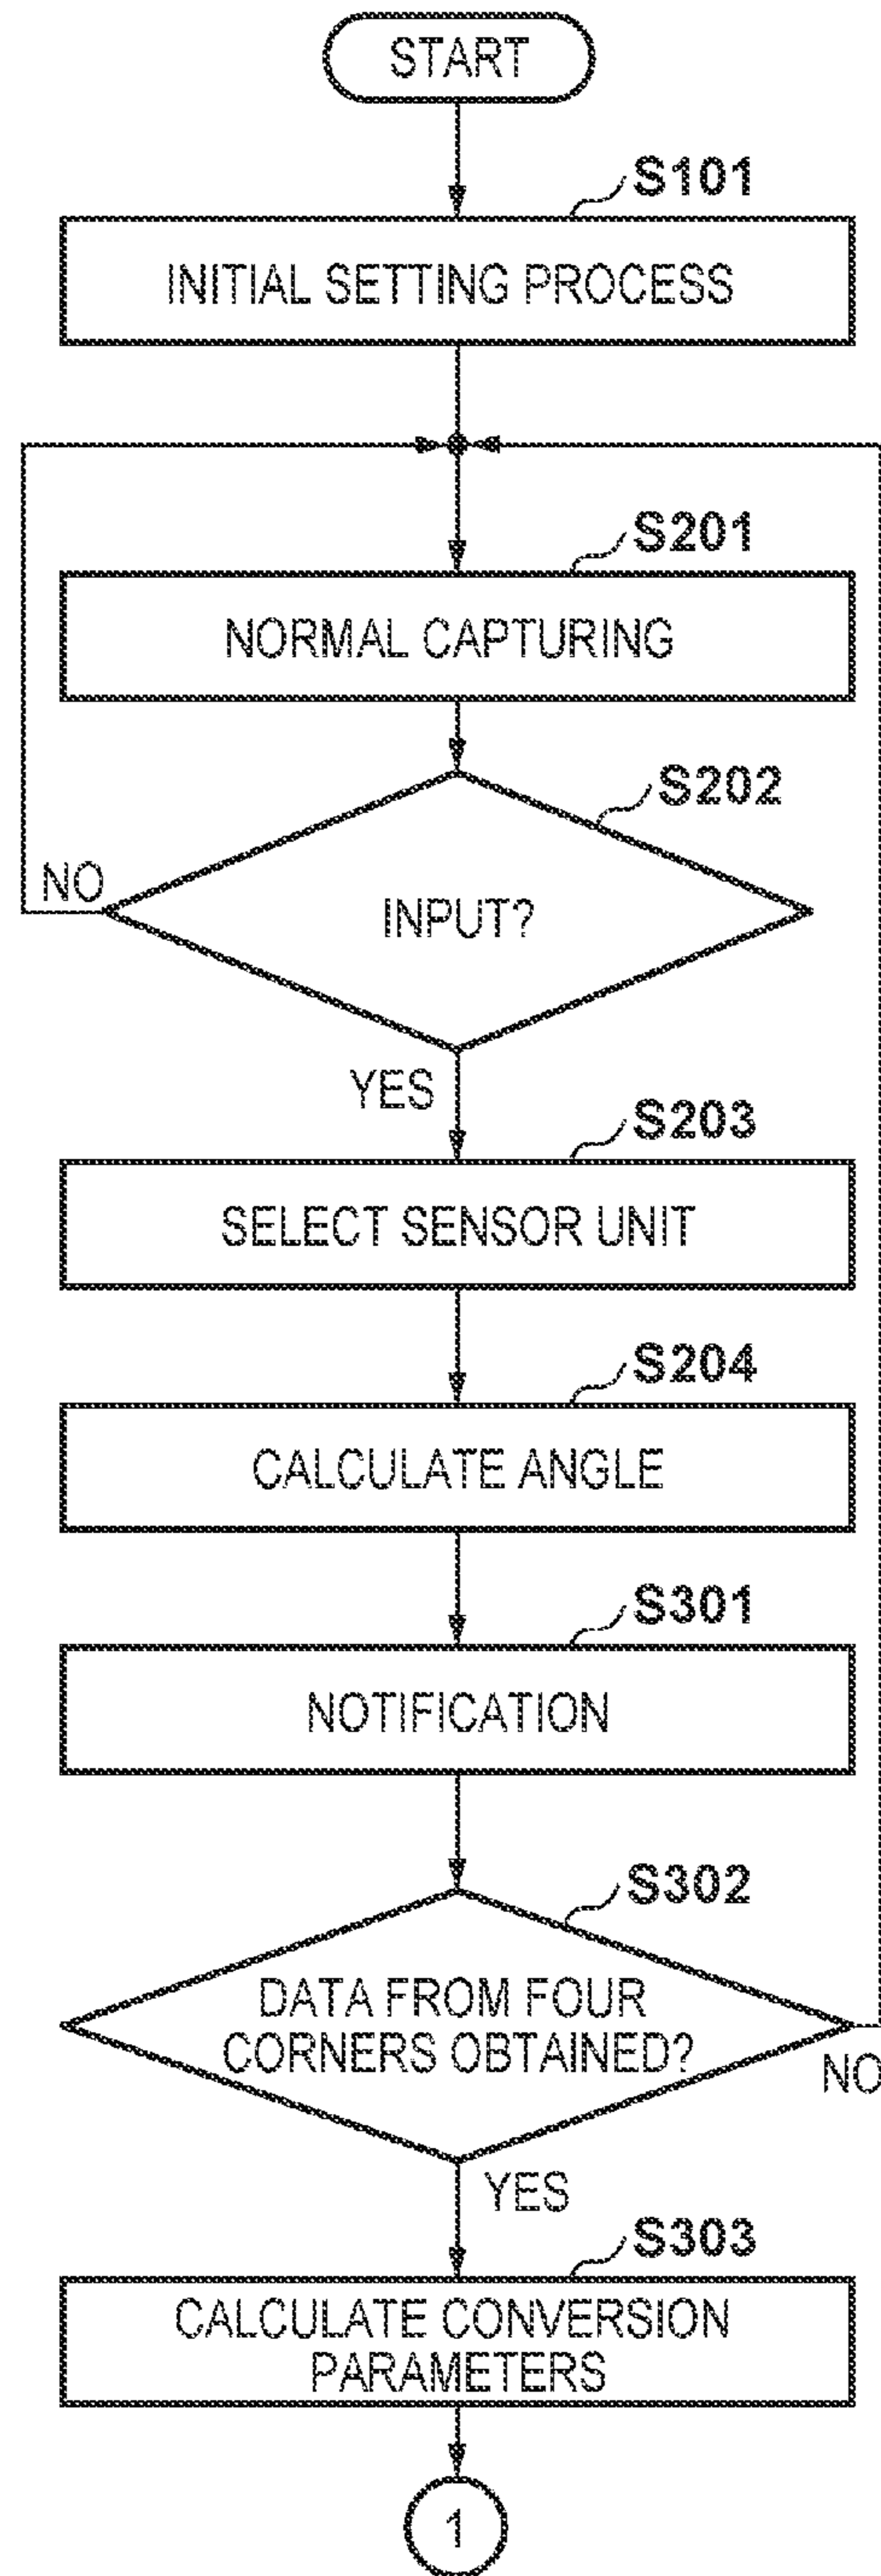 START
S101
INITIAL SETTING PROCESS
S201
NORMAL CAPTURING
S202
NO
INPUT?
YES
S203
SELECT SENSOR UNIT
S204
CALCULATE ANGLE
S301
NOTIFICATION
S302
DATA FROM FOUR
CORNERS OBTAINED?
NO
YES
S303
CALCULATE CONVERSION
PARAMETERS
1